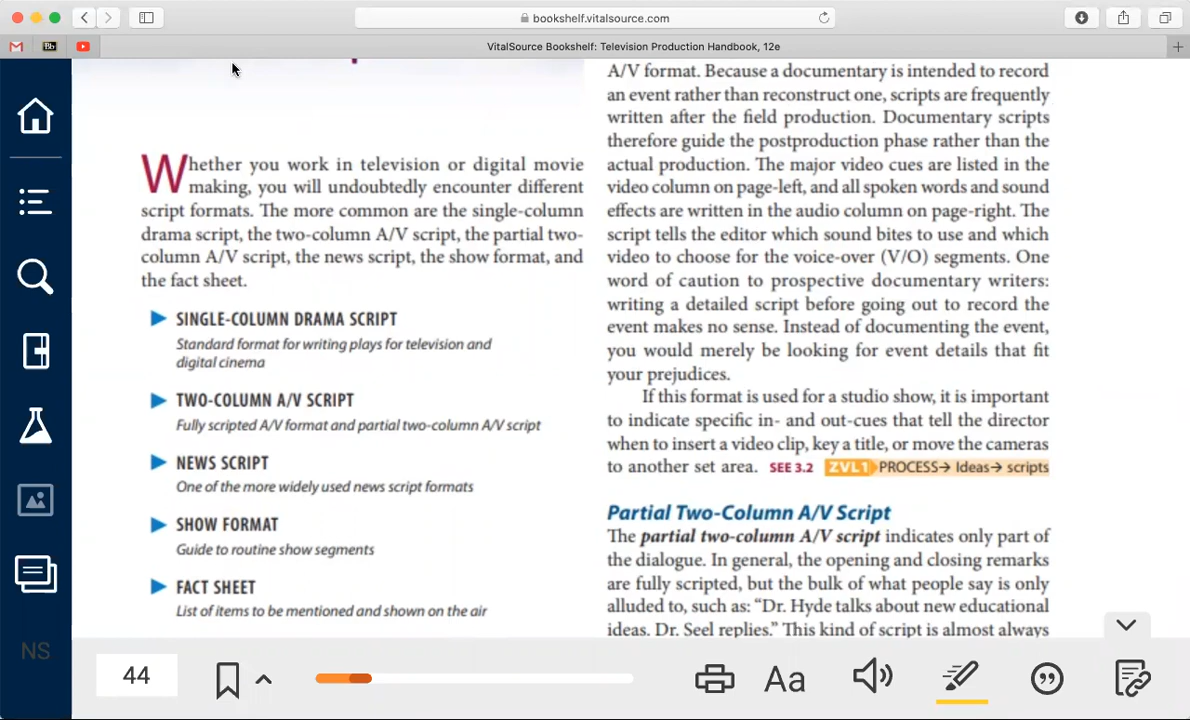 bookshelf.vitalsource.com
Bb
VitalSource Bookshelf: Television Production Handbook, 12e
Whether you work in television or digital movie
making, you will undoubtedly encounter different
script formats. The more common are the single-column
drama script, the two-column A/V script, the partial two-
column A/V script, the news script, the show format, and
the fact sheet.
SINGLE-COLUMN DRAMA SCRIPT
Standard format for writing plays for television and
digital cinema
TWO-COLUMN A/V SCRIPT
Fully scripted A/V format and partial two-column A/V script
NEWS SCRIPT
One of the more widely used news script formats
SHOW FORMAT
Guide to routine show segments
FACT SHEET
List of items to be mentioned and shown on the air
A/V format. Because a documentary is intended to record
an event rather than reconstruct one, scripts are frequently
written after the field production. Documentary scripts
therefore guide the postproduction phase rather than the
actual production. The major video cues are listed in the
video column on page-left, and all spoken words and sound
effects are written in the audio column on page-right. The
script tells the editor which sound bites to use and which
video to choose for the voice-over (V/O) segments. One
word of caution to prospective documentary writers:
writing a detailed script before going out to record the
event makes no sense. Instead of documenting the event,
you would merely be looking for event details that fit
your prejudices.
If this format is used for a studio show, it is important
to indicate specific in- and out-cues that tell the director
when to insert a video clip, key a title, or move the cameras
to another set area. SEE 3.2 ZVL1 PROCESS→ Ideas→ scripts
Partial Two-Column A/V Script
The partial two-column A/V script indicates only part of
the dialogue. In general, the opening and closing remarks
are fully scripted, but the bulk of what people say is only
alluded to, such as: “Dr. Hyde talks about new educational
ideas. Dr. Seel replies.” This kind of script is almost always
NS
44
Aa